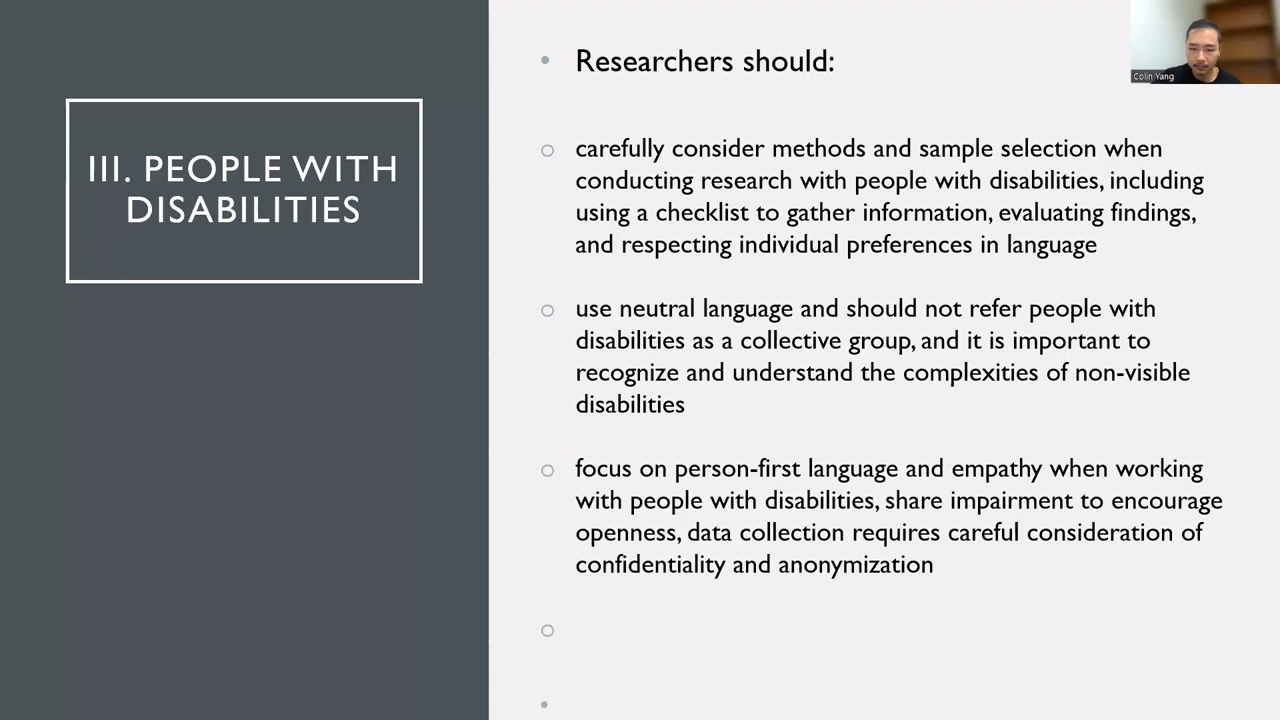 III. PEOPLE WITH
DISABILITIES
Researchers should:
carefully consider methods and sample selection when
conducting research with people with disabilities, including
using a checklist to gather information, evaluating findings,
and respecting individual preferences in language
use neutral language and should not refer people with
disabilities as a collective group, and it is important to
recognize and understand the complexities of non-visible
disabilities
focus on person-first language and empathy when working
with people with disabilities, share impairment to encourage
openness, data collection requires careful consideration of
confidentiality and anonymization
Colin Yang